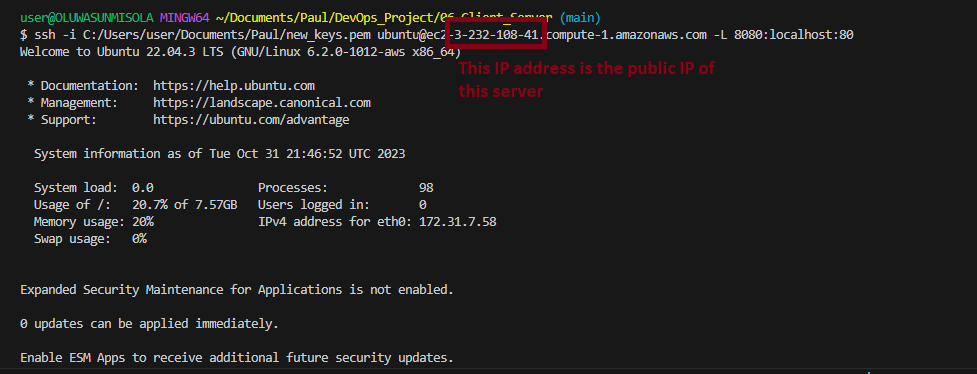 user@OLUWASUNMISOLA MINGW64 ~/Documents/Paul/DevOps_Project/06_Client_Server (main)
$ ssh -i C:/Users/user/Documents/Paul/new_keys.pem ubuntu@ec2-3-232-108-41.compute-1.amazonaws.com -L 8080:localhost:80
Welcome to Ubuntu 22.04.3 LTS (GNU/Linux 6.2.0-1012-aws x86_64)
This IP address is the public IP of
this server
* Documentation: https://help.ubuntu.com
* Management: https://landscape.canonical.com
* Support: https://ubuntu.com/advantage
System information as of Tue Oct 31 21:46:52 UTC 2023
System load: 0.0 Processes: 98
Usage of /: 20.7% of 7.57GB Users logged in: 0
Memory usage: 20% IPv4 address for eth0: 172.31.7.58
Swap usage: 0%
Expanded Security Maintenance for Applications is not enabled.
0 updates can be applied immediately.
Enable ESM Apps to receive additional future security updates.